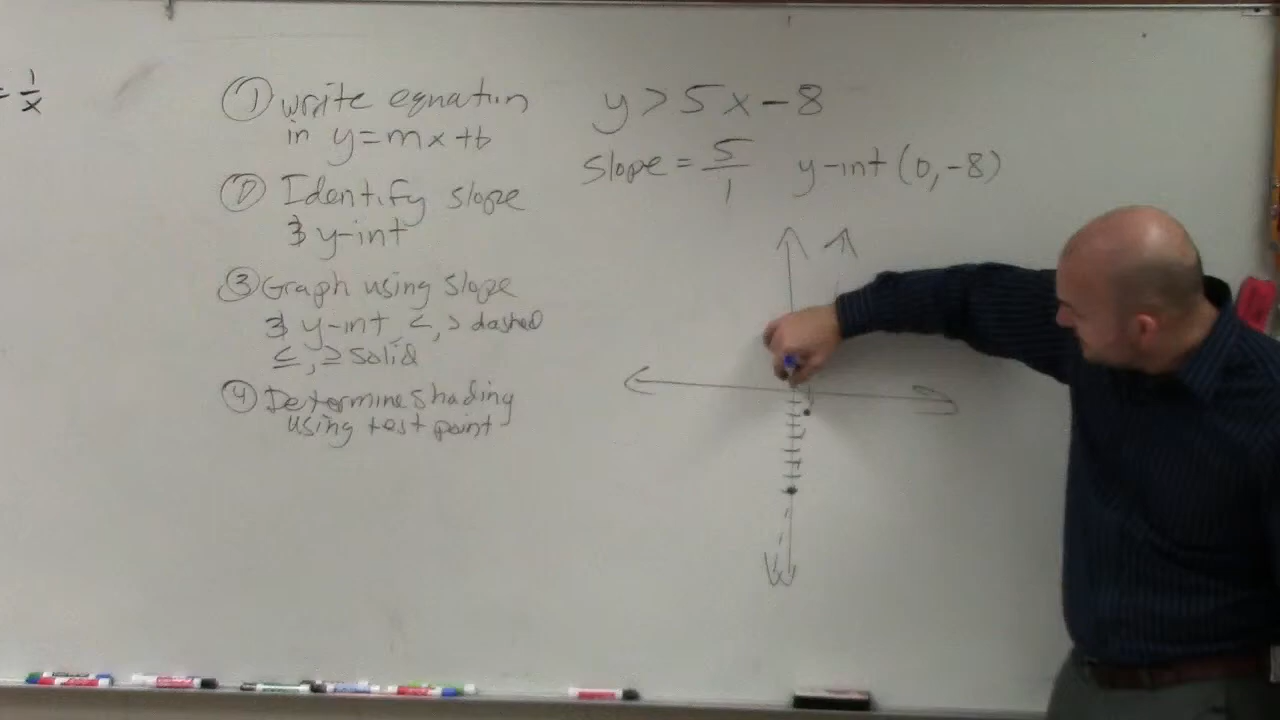 = 1/x
① write equation
in y=mx+b
② Identify slope
& y-int
③ Graph using slope
& y-int <, > dashed
≤, ≥ solid
④ Determine shading
using test point
y > 5x - 8
Slope = 5/1 y-int (0, -8)